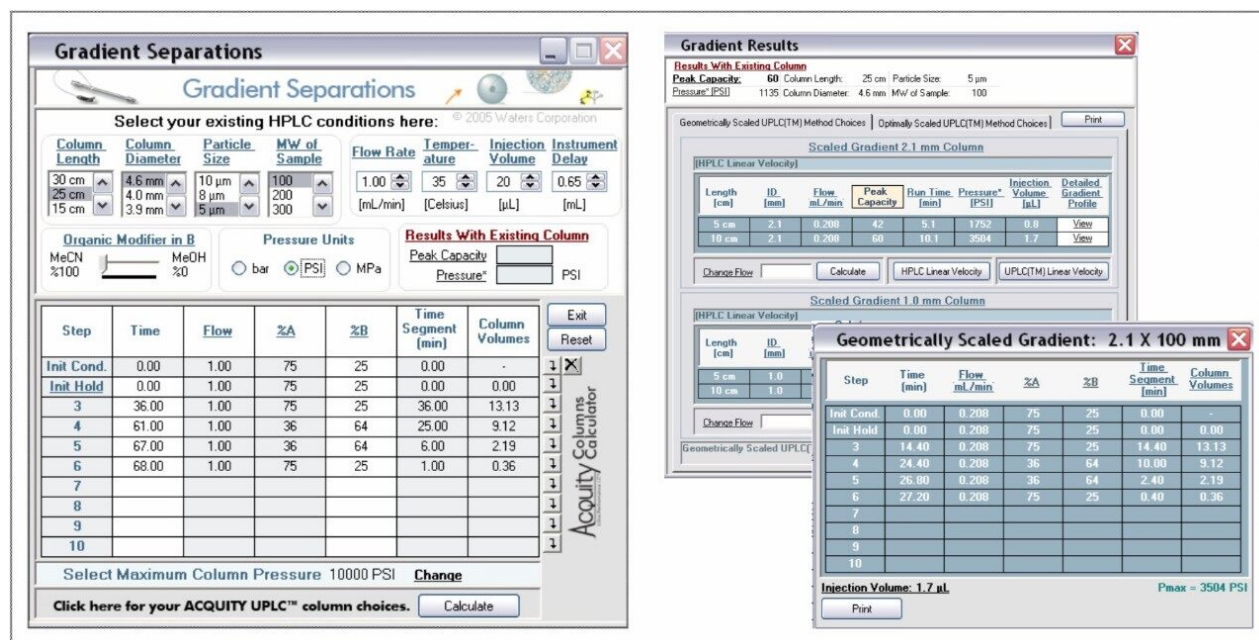 Gradient Separations
Gradient Separations
Select your existing HPLC conditions here: © 2005 Waters Corporation
Column Length Column Diameter Particle Size MW of Sample Flow Rate Temper-ature Injection Volume Instrument Delay
30 cm 4.6 mm 10 µm 100 1.00 35 20 0.65
25 cm 4.0 mm 8 µm 200
15 cm 3.9 mm 5 µm 300 [mL/min] [Celsius] [µL] [mL]
Organic Modifier in B Pressure Units Results With Existing Column
MeCN MeOH Peak Capacity
%100 %0 bar PSI MPa Pressure* PSI
Step Time Flow %A %B Time Segment (min) Column Volumes
Exit
Reset
Init Cond. 0.00 1.00 75 25 0.00 -
Init Hold 0.00 1.00 75 25 0.00 0.00
3 36.00 1.00 75 25 36.00 13.13
4 61.00 1.00 36 64 25.00 9.12
5 67.00 1.00 36 64 6.00 2.19
6 68.00 1.00 75 25 1.00 0.36
7
8
9
10
Acquity Columns Calculator
Select Maximum Column Pressure 10000 PSI Change
Click here for your ACQUITY UPLC™ column choices. Calculate
Gradient Results
Results With Existing Column
Peak Capacity: 60 Column Length: 25 cm Particle Size: 5 µm
Pressure* [PSI] 1135 Column Diameter: 4.6 mm MW of Sample: 100
Geometrically Scaled UPLC(TM) Method Choices Optimally Scaled UPLC(TM) Method Choices Print
Scaled Gradient 2.1 mm Column
[HPLC Linear Velocity]
Length [cm] ID [mm] Flow mL/min Peak Capacity Run Time [min] Pressure* [PSI] Injection Volume [µL] Detailed Gradient Profile
5 cm 2.1 0.208 42 5.1 1752 0.8 View
10 cm 2.1 0.208 60 10.1 3504 1.7 View
Change Flow Calculate HPLC Linear Velocity UPLC(TM) Linear Velocity
Scaled Gradient 1.0 mm Column
[HPLC Linear Velocity]
Length [cm] ID [mm]
5 cm 1.0
10 cm 1.0
Change Flow
Geometrically Scaled UPLC(
Geometrically Scaled Gradient: 2.1 X 100 mm
Step Time (min) Flow mL/min %A %B Time Segment (min) Column Volumes
Init Cond. 0.00 0.208 75 25 0.00 -
Init Hold 0.00 0.208 75 25 0.00 0.00
3 14.40 0.208 75 25 14.40 13.13
4 24.40 0.208 36 64 10.00 9.12
5 26.80 0.208 36 64 2.40 2.19
6 27.20 0.208 75 25 0.40 0.36
7
8
9
10
Injection Volume: 1.7 µL Pmax = 3504 PSI
Print